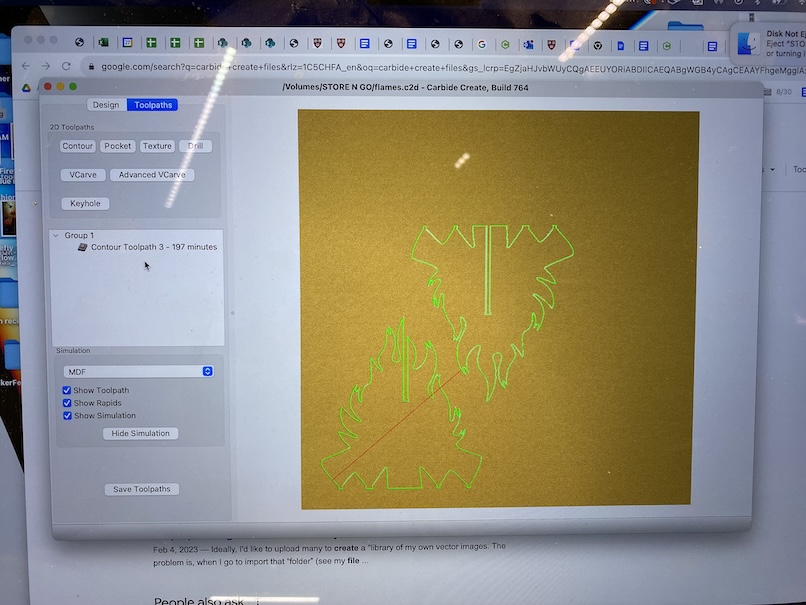 Disk Not Ej
Eject "ST
or turning i
google.com/search?q=carbide+create+files&rlz=1C5CHFA_en&oq=carbide+create+files&gs_lcrp=
8/30
/Volumes/STORE N GO/flames.c2d - Carbide Create, Build 764
Design Toolpaths
2D Toolpaths
Contour Pocket Texture Drill
VCarve Advanced VCarve
Keyhole
Group 1
Contour Toolpath 3 - 197 minutes
Simulation
MDF
Show Toolpath
Show Rapids
Show Simulation
Hide Simulation
Save Toolpaths
Feb 4, 2023 — Ideally, I'd like to upload many to create a "library of my own vector images. The
problem is, when I go to import that "folder" (see my file ...
People also ask